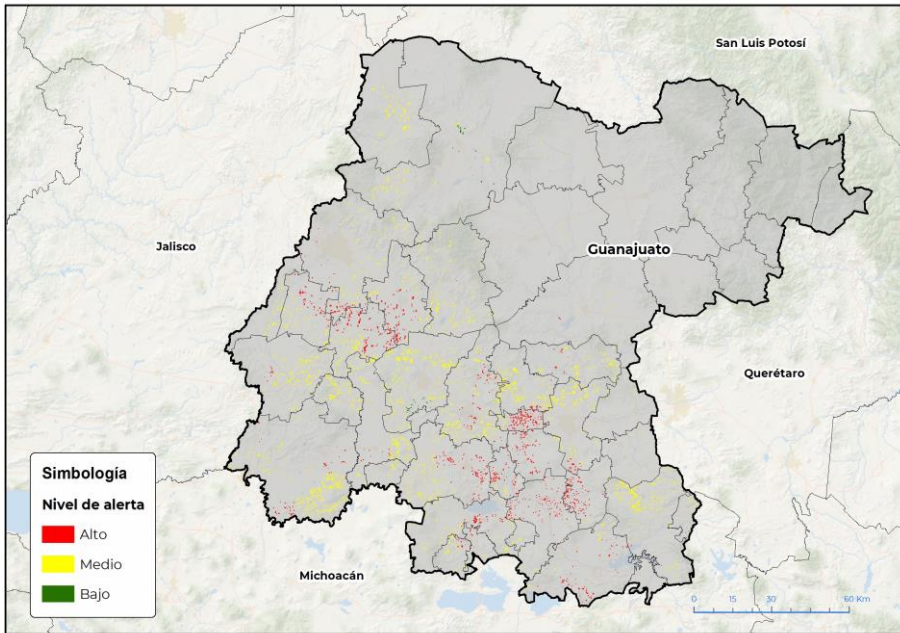 San Luis Potosí
Jalisco
Guanajuato
Querétaro
Simbología
Nivel de alerta
Alto
Medio
Bajo
Michoacán
0 15 30 60 Km